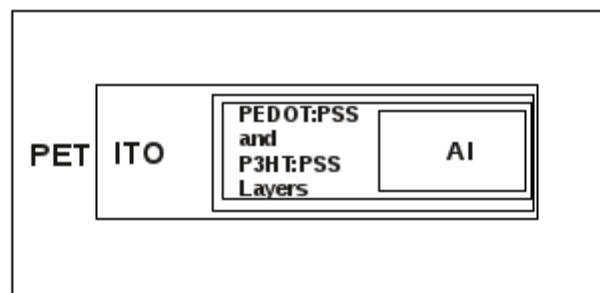 PET
ITO
PEDOT:PSS
and
P3HT:PSS
Layers
Al